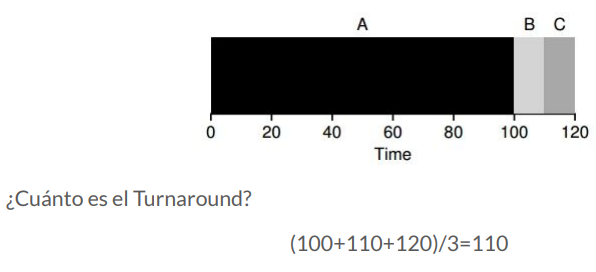 A B C
0 20 40 60 80 100 120
Time
¿Cuánto es el Turnaround?
(100+110+120)/3=110